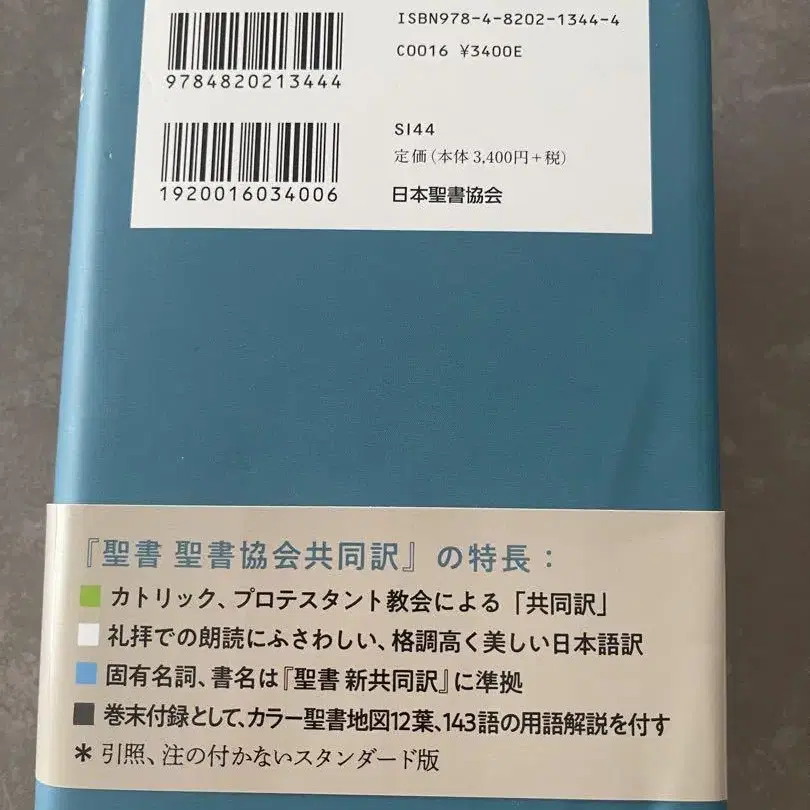 ISBN978-4-8202-1344-4
C0016 ¥3400E
9784820213444
SI44
定価(本体3,400円+税)
1920016034006
日本聖書協会
『聖書 聖書協会共同訳』の特長：
カトリック、プロテスタント教会による「共同訳」
礼拝での朗読にふさわしい、格調高く美しい日本語訳
固有名詞、書名は『聖書 新共同訳』に準拠
巻末付録として、カラー聖書地図12葉、143語の用語解説を付す
＊引照、注の付かないスタンダード版